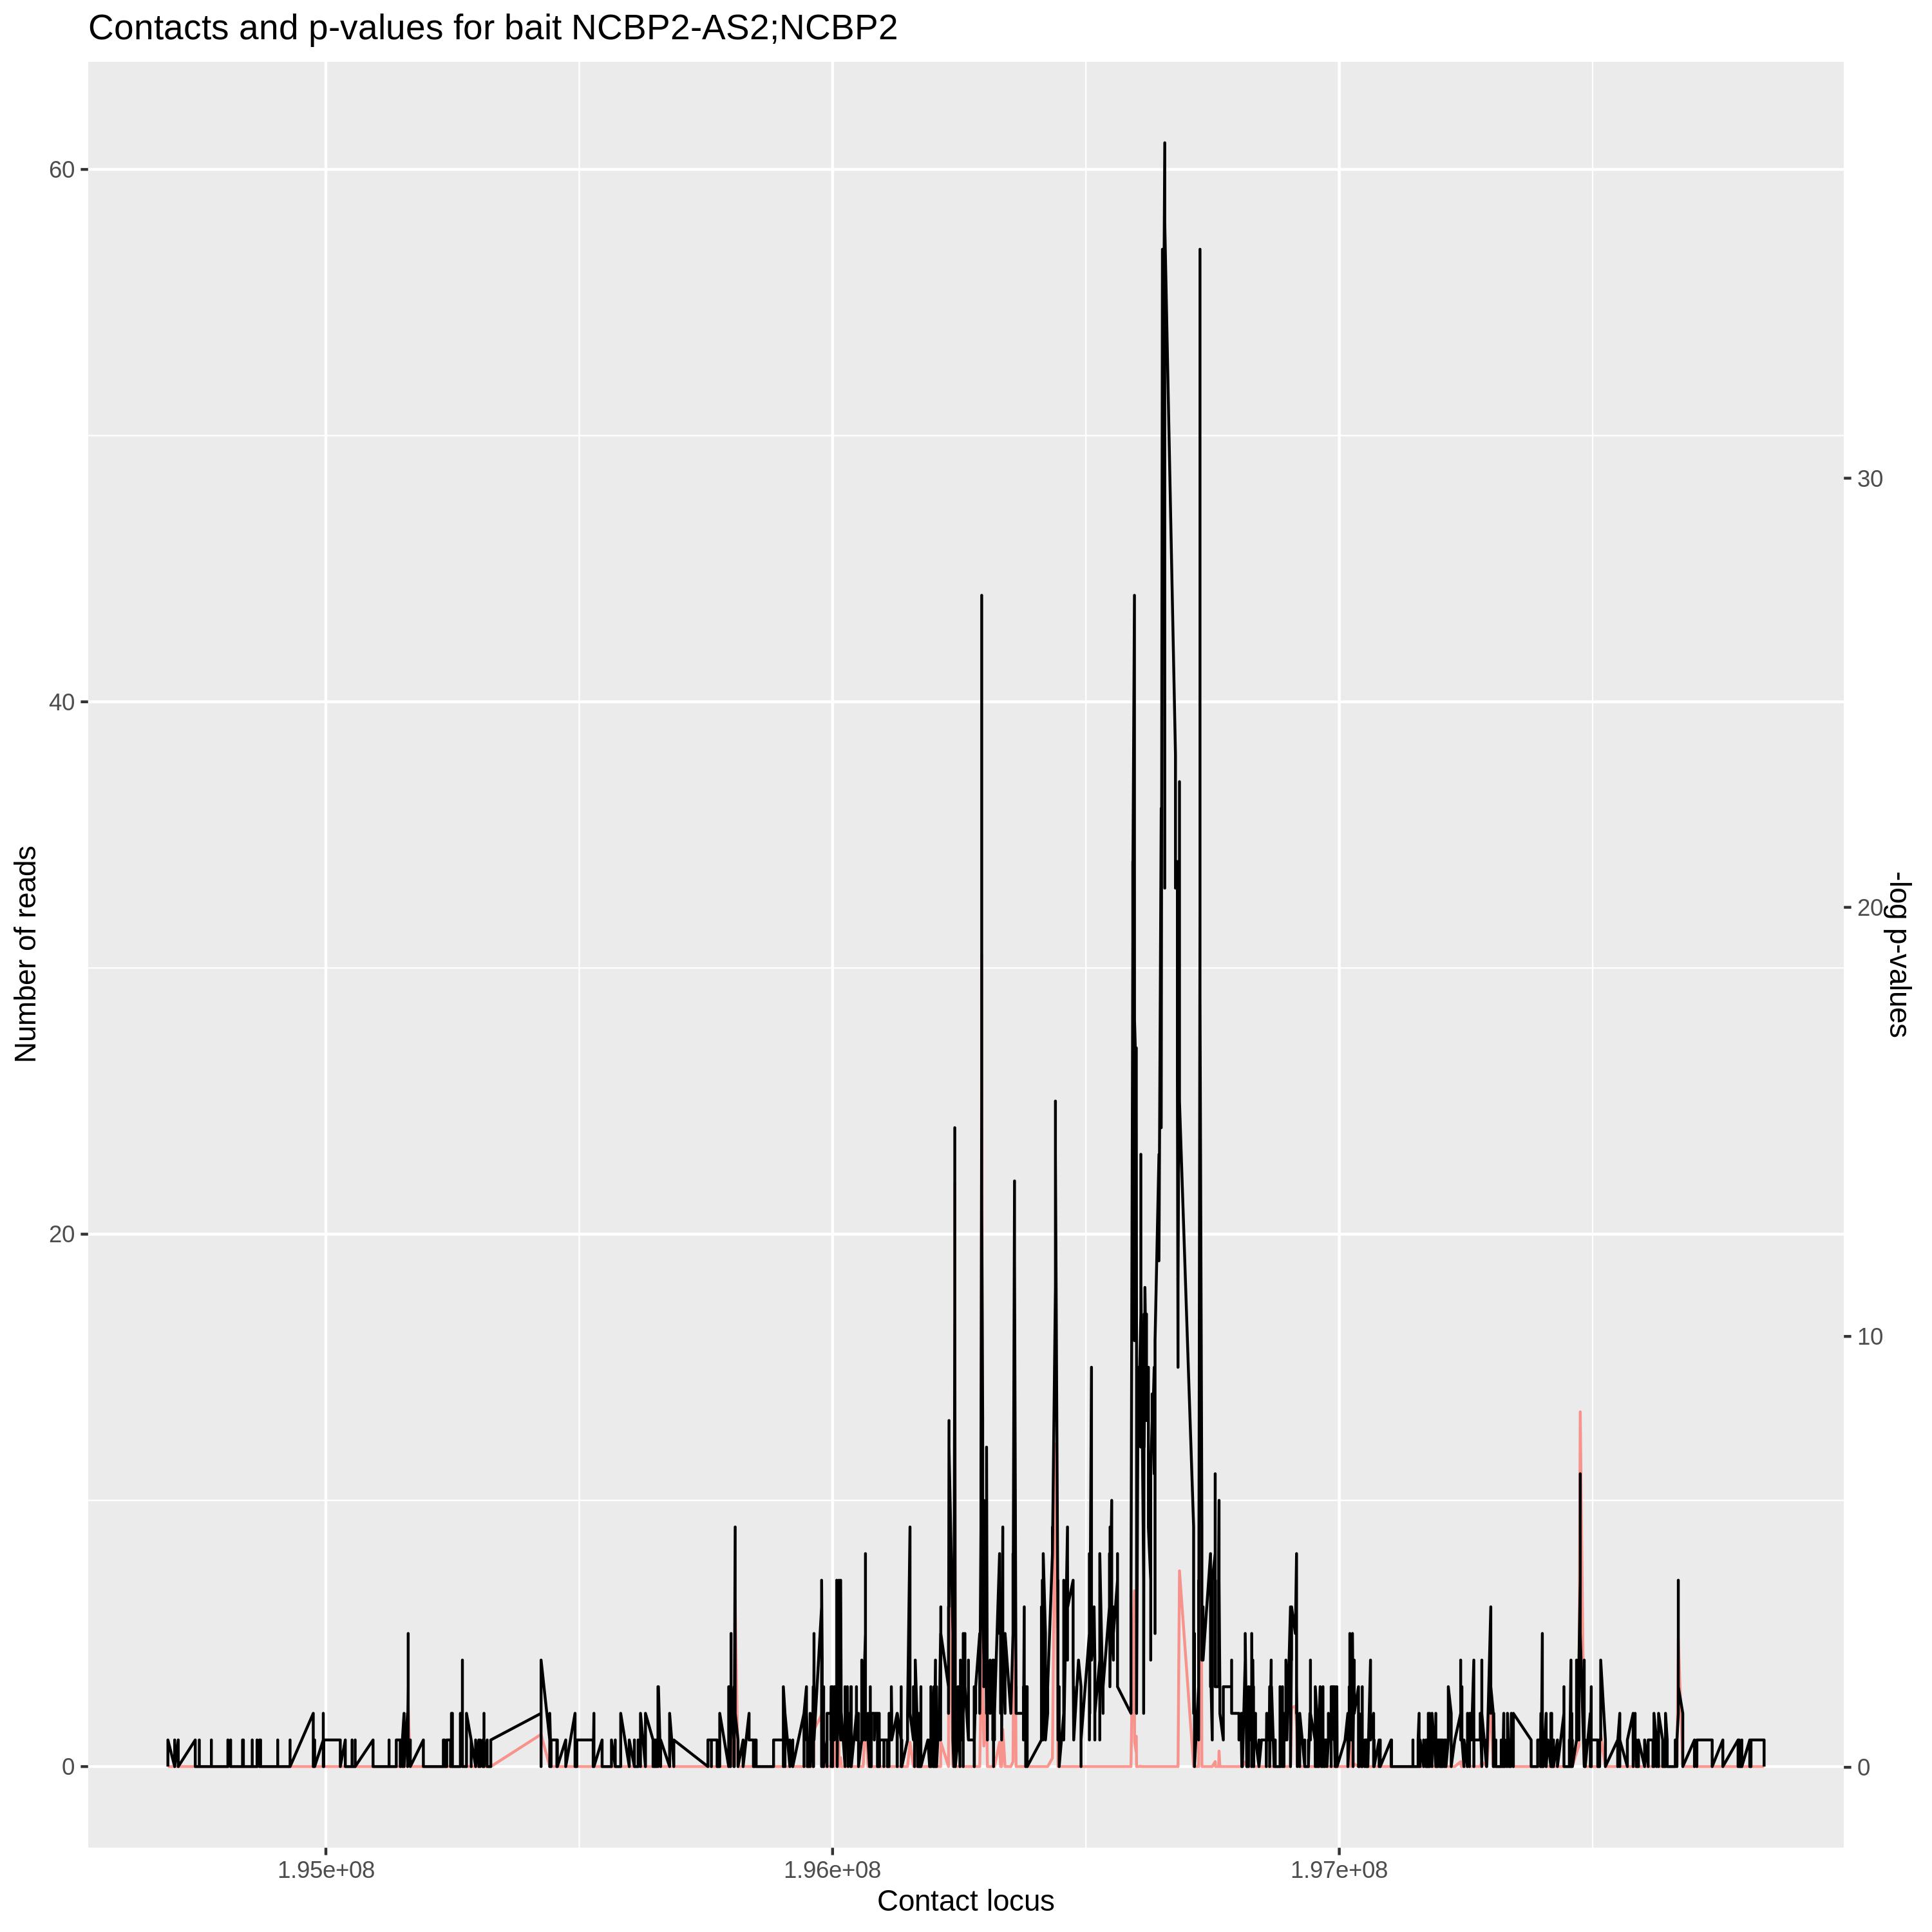 Contacts and p-values for bait NCBP2-AS2;NCBP2
60
40
20
0
Number of reads
30
20
10
0
-log p-values
1.95e+08
1.96e+08
1.97e+08
Contact locus